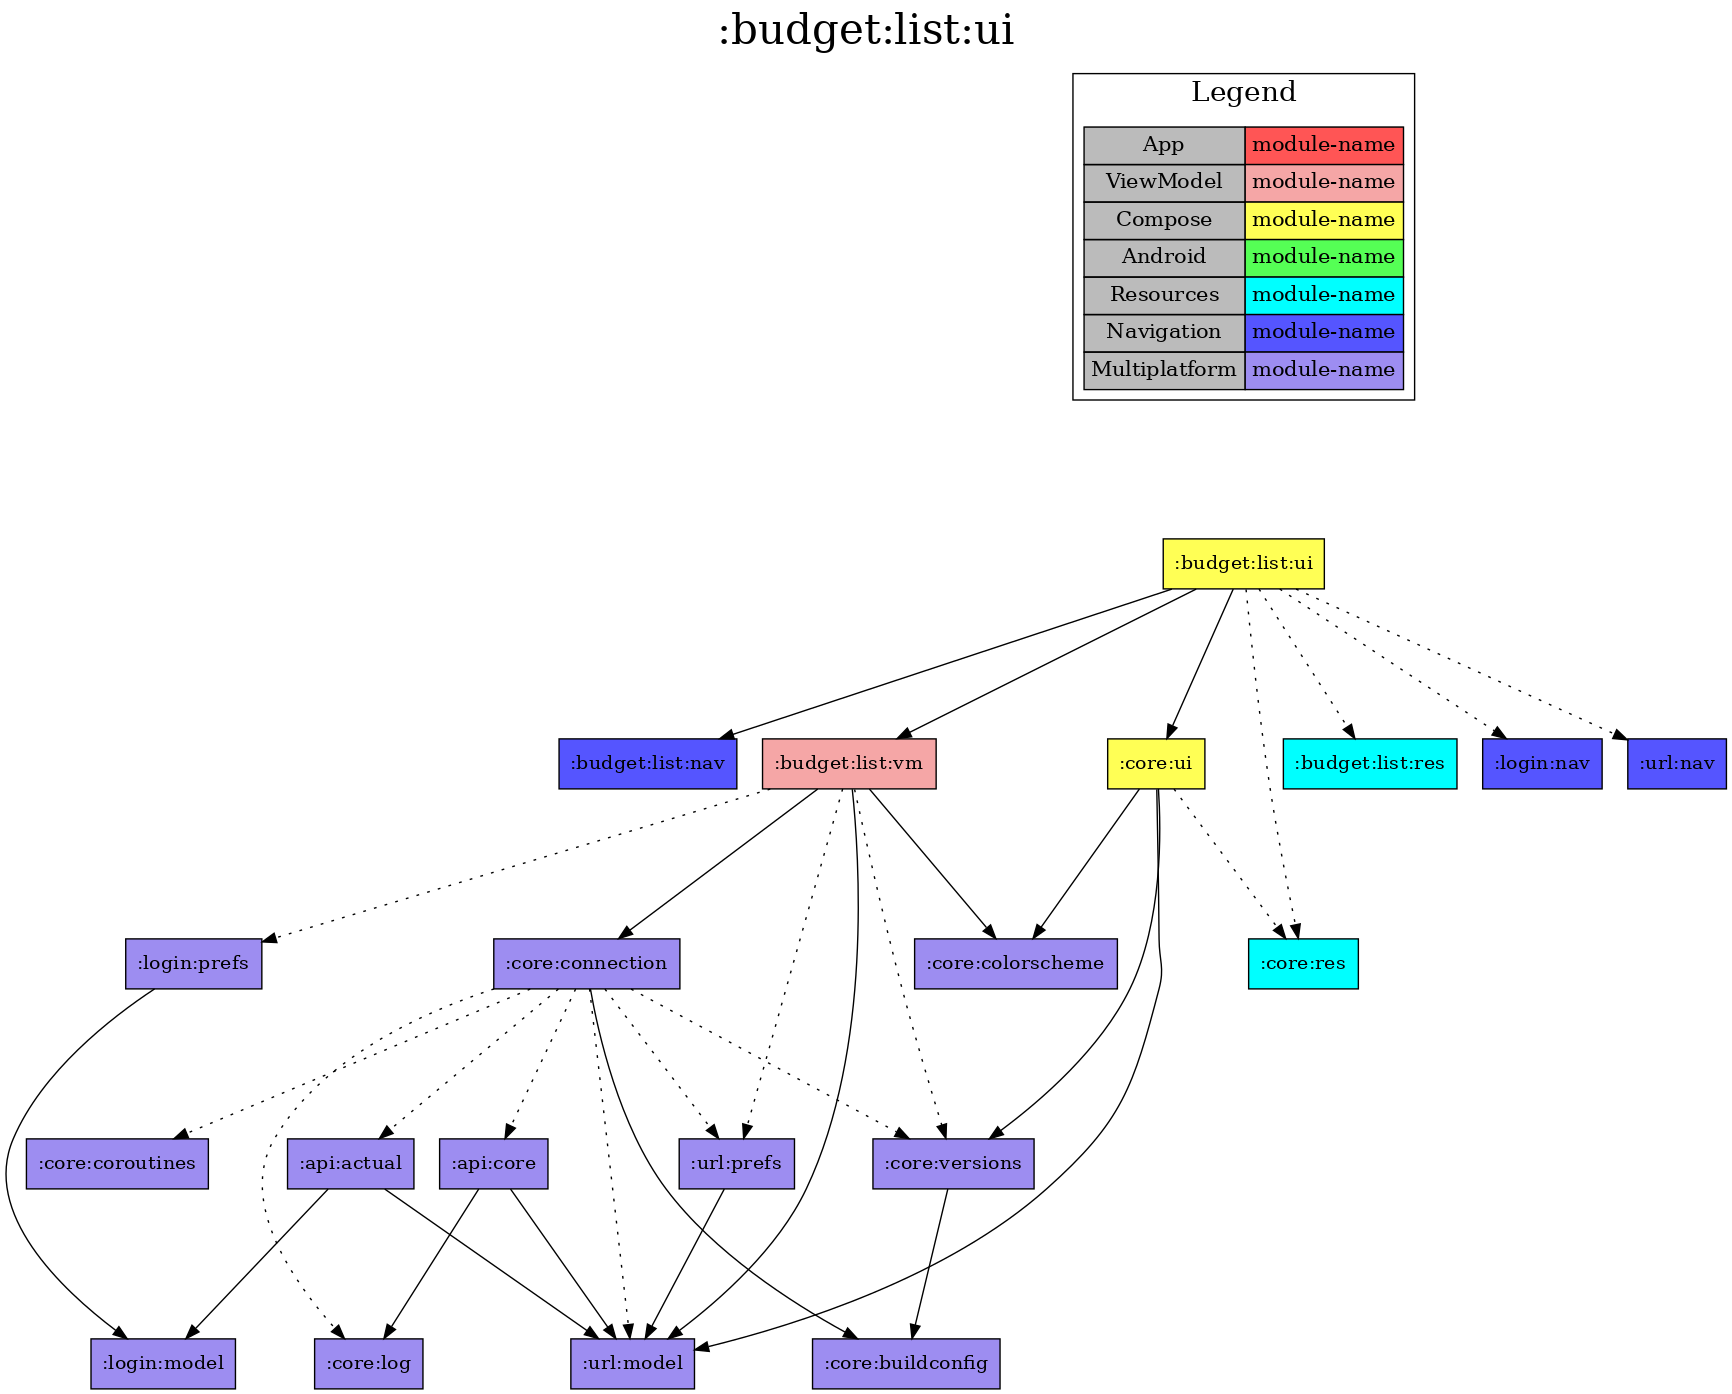 :budget:list:ui
Legend
App module-name
ViewModel module-name
Compose module-name
Android module-name
Resources module-name
Navigation module-name
Multiplatform module-name
:budget:list:ui
:budget:list:nav :budget:list:vm :core:ui :budget:list:res :login:nav :url:nav
:login:prefs :core:connection :core:colorscheme :core:res
:core:coroutines :api:actual :api:core :url:prefs :core:versions
:login:model :core:log :url:model :core:buildconfig